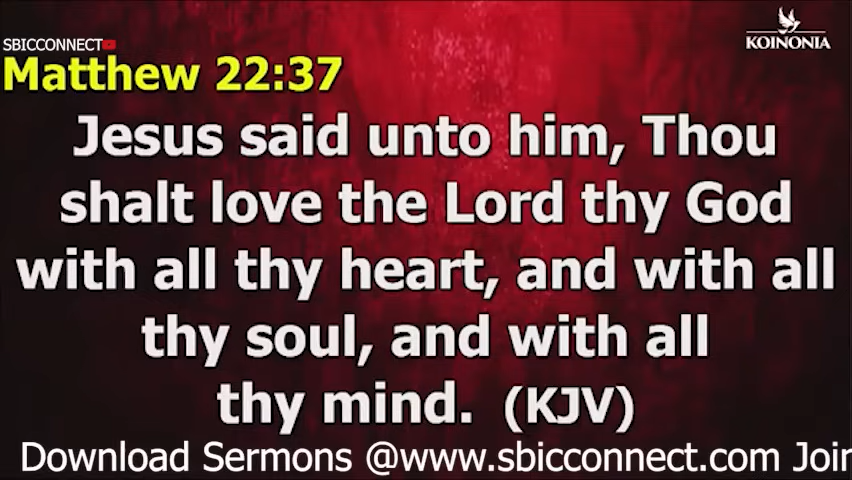 SBICCONNECT
KOINONIA
Matthew 22:37
Jesus said unto him, Thou
shalt love the Lord thy God
with all thy heart, and with all
thy soul, and with all
thy mind. (KJV)
Download Sermons @www.sbicconnect.com Join